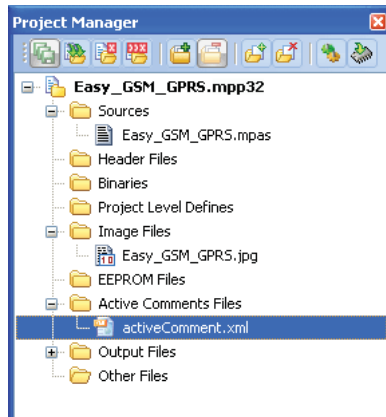 Project Manager
Easy_GSM_GPRS.mpp32
Sources
Easy_GSM_GPRS.mpas
Header Files
Binaries
Project Level Defines
Image Files
Easy_GSM_GPRS.jpg
EEPROM Files
Active Comments Files
activeComment.xml
Output Files
Other Files